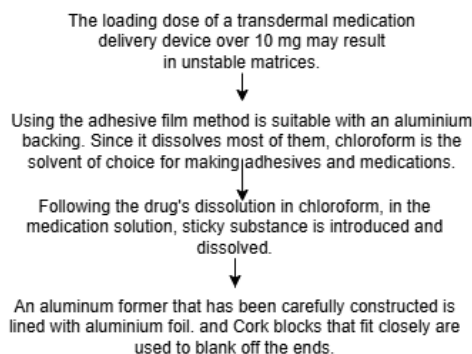 The loading dose of a transdermal medication
delivery device over 10 mg may result
in unstable matrices.
Using the adhesive film method is suitable with an aluminium
backing. Since it dissolves most of them, chloroform is the
solvent of choice for making adhesives and medications.
Following the drug's dissolution in chloroform, in the
medication solution, sticky substance is introduced and
dissolved.
An aluminum former that has been carefully constructed is
lined with aluminium foil. and Cork blocks that fit closely are
used to blank off the ends.